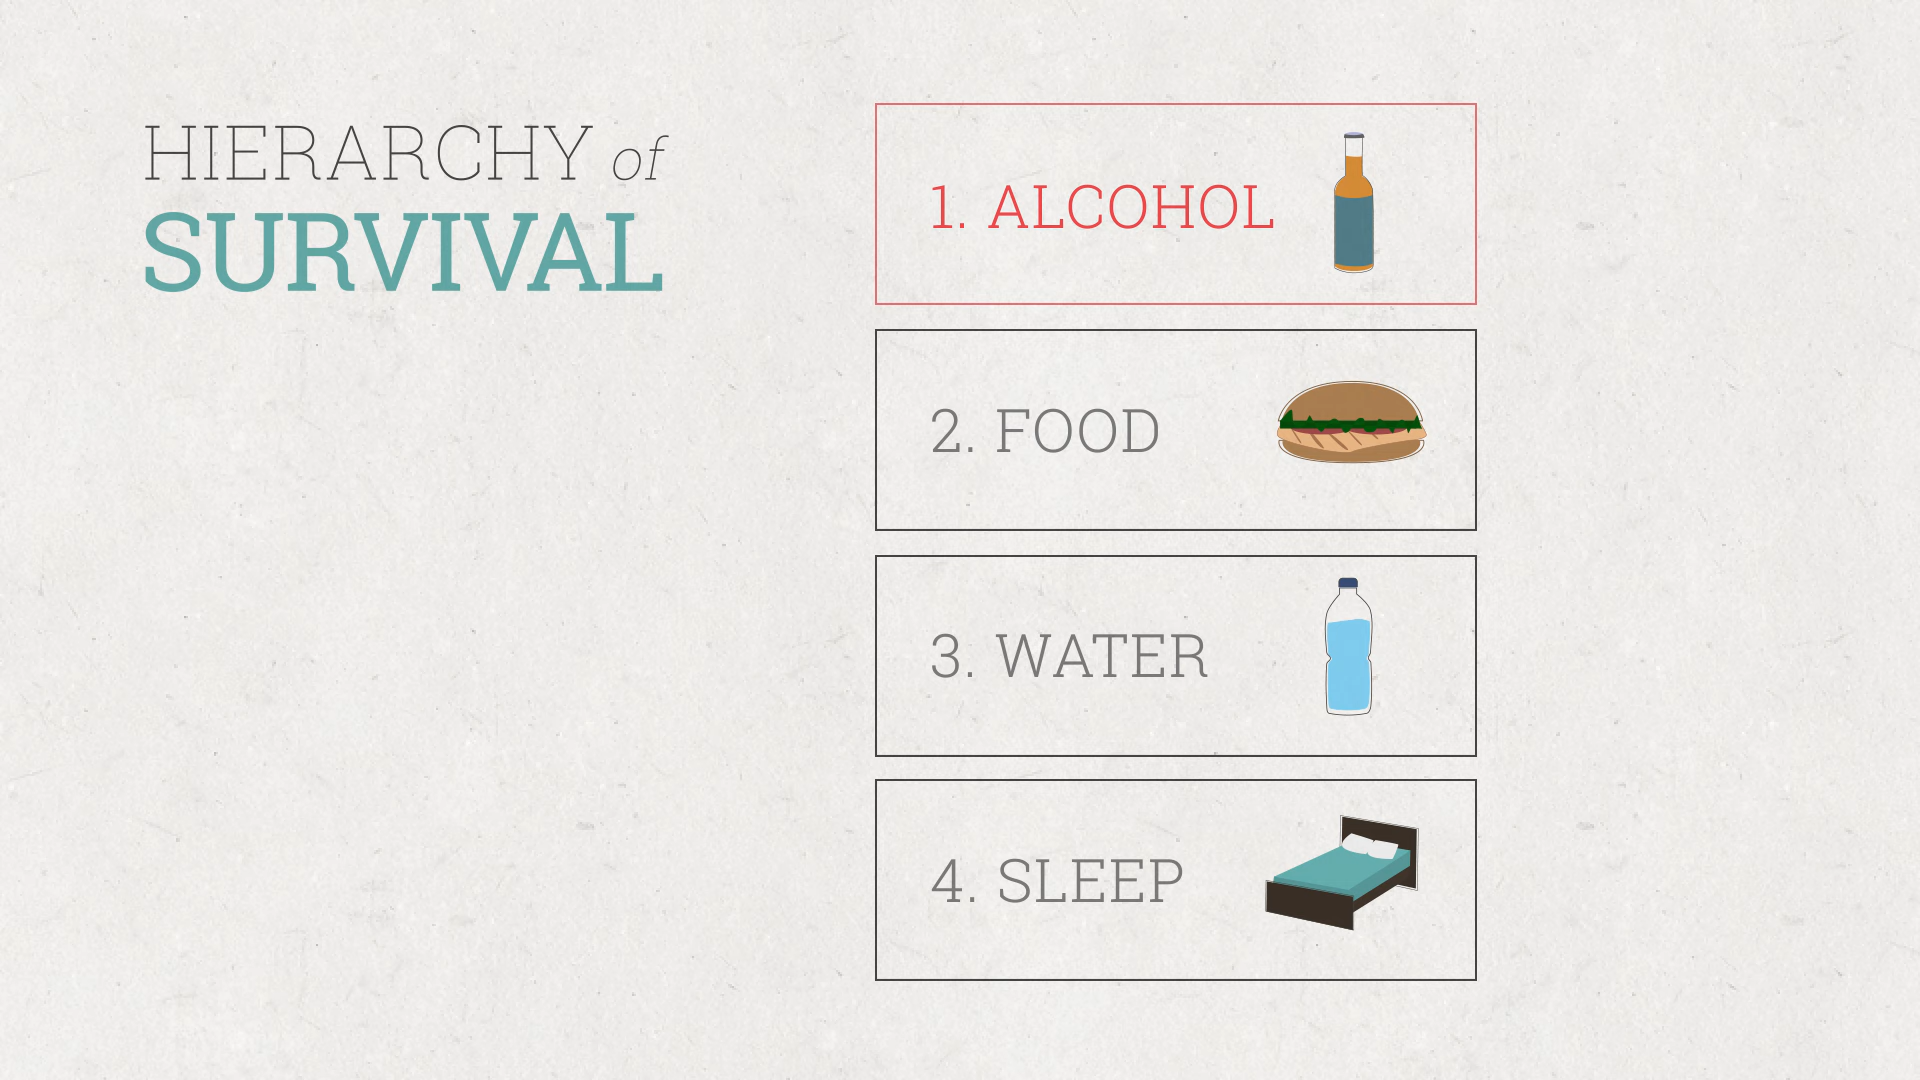 HIERARCHY of
SURVIVAL
1. ALCOHOL
2. FOOD
3. WATER
4. SLEEP